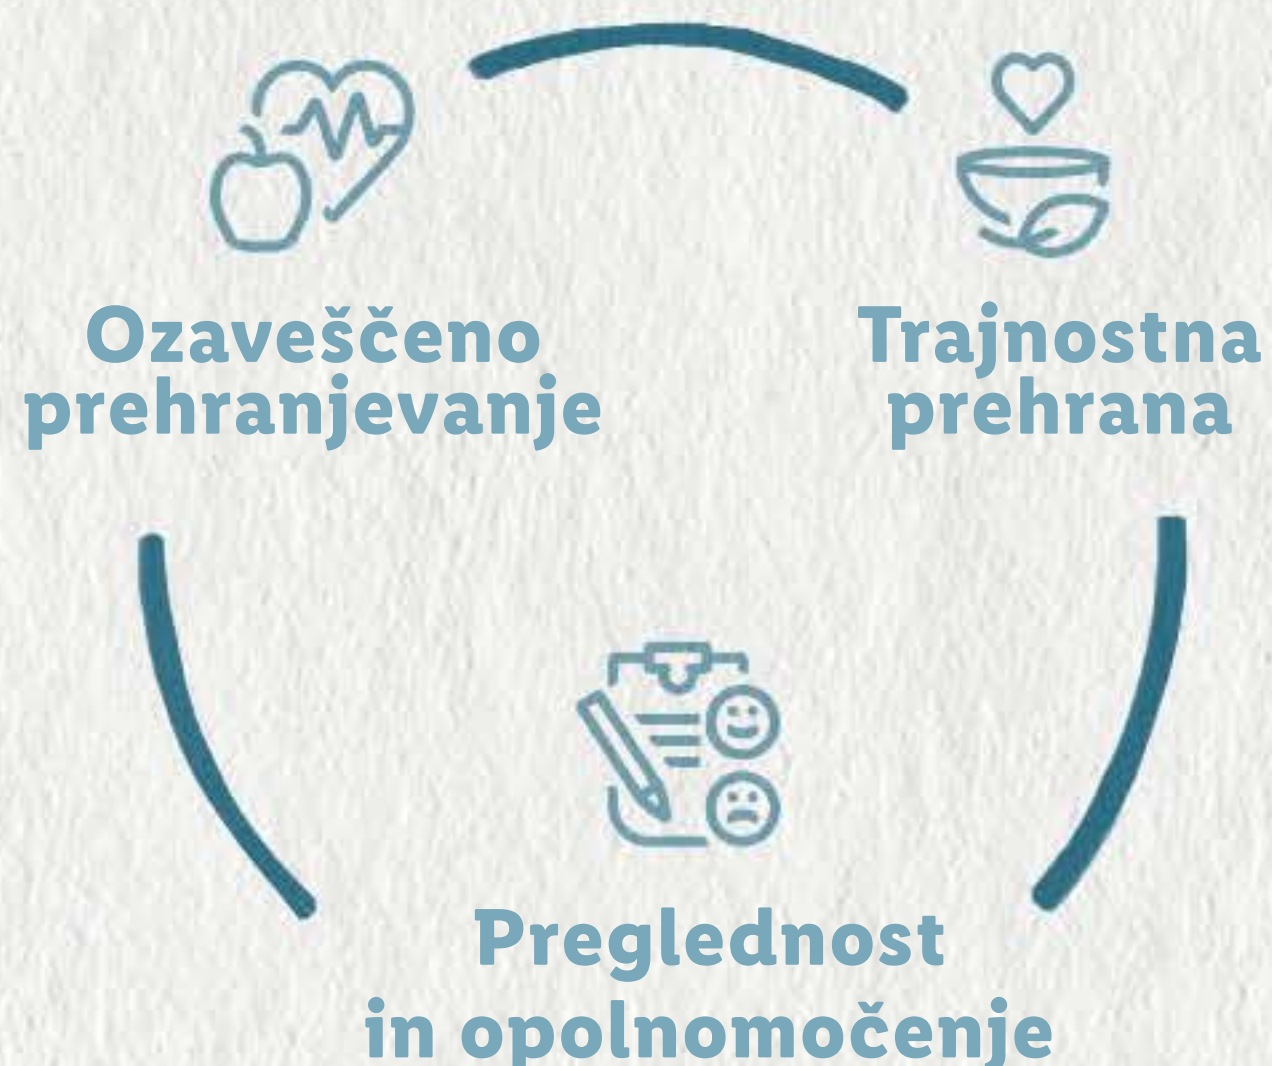 Ozaveščeno
prehranjevanje
Trajnostna
prehrana
Preglednost
in opolnomočenje